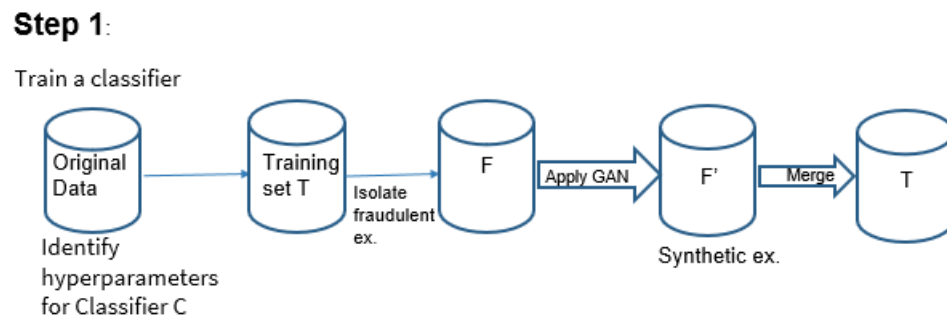 Step 1:
Train a classifier
Original
Data
Training
set T
F
F'
T
Isolate
fraudulent
ex.
Apply GAN
Merge
Synthetic ex.
Identify
hyperparameters
for Classifier C